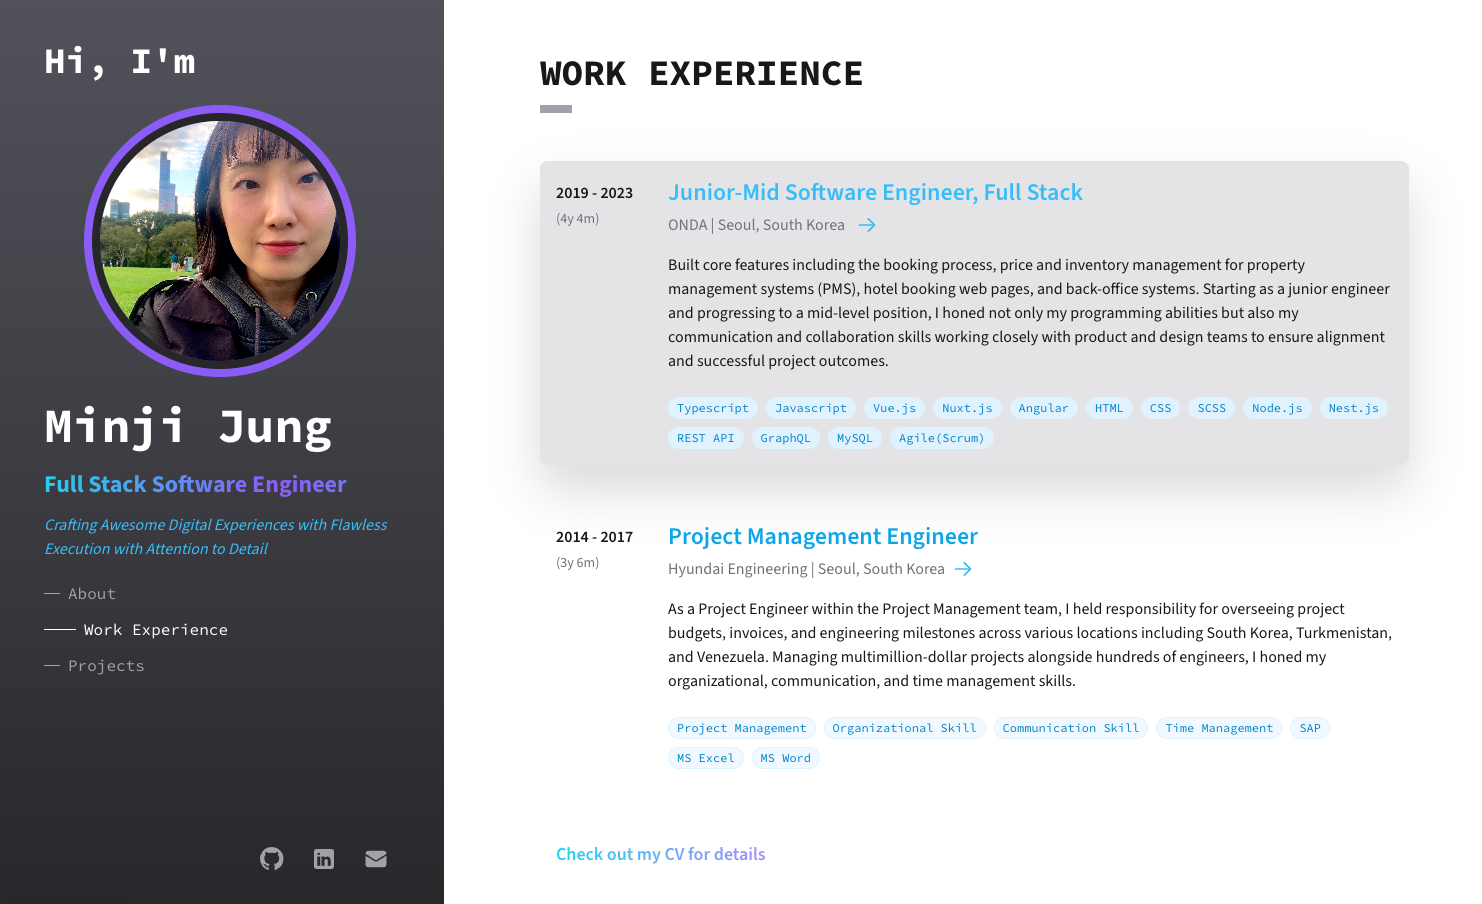 Hi, I'm
Minji Jung
Full Stack Software Engineer
Crafting Awesome Digital Experiences with Flawless
Execution with Attention to Detail
About
Work Experience
Projects
WORK EXPERIENCE
2019 - 2023
(4y 4m)
Junior-Mid Software Engineer, Full Stack
ONDA | Seoul, South Korea
Built core features including the booking process, price and inventory management for property
management systems (PMS), hotel booking web pages, and back-office systems. Starting as a junior engineer
and progressing to a mid-level position, I honed not only my programming abilities but also my
communication and collaboration skills working closely with product and design teams to ensure alignment
and successful project outcomes.
Typescript Javascript Vue.js Nuxt.js Angular HTML CSS SCSS Node.js Nest.js
REST API GraphQL MySQL Agile(Scrum)
2014 - 2017
(3y 6m)
Project Management Engineer
Hyundai Engineering | Seoul, South Korea
As a Project Engineer within the Project Management team, I held responsibility for overseeing project
budgets, invoices, and engineering milestones across various locations including South Korea, Turkmenistan,
and Venezuela. Managing multimillion-dollar projects alongside hundreds of engineers, I honed my
organizational, communication, and time management skills.
Project Management Organizational Skill Communication Skill Time Management SAP
MS Excel MS Word
Check out my CV for details